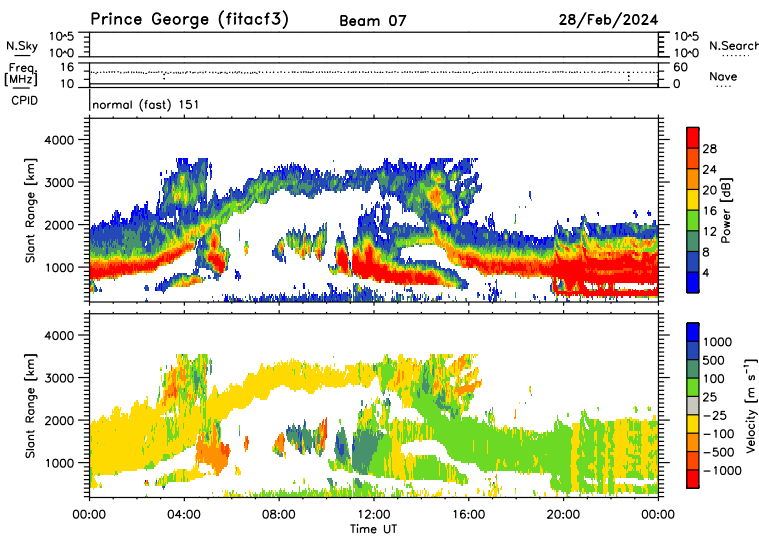 Prince George (fitacf3) Beam 07 28/Feb/2024
N.Sky 10^5 10^0 10^5 10^0 N.Search
Freq [MHz] 16 10 60 0 Nave
CPID normal (fast) 151
Slant Range [km]
4000
3000
2000
1000
28
24
20
16
12
8
4
Power [dB]
Slant Range [km]
4000
3000
2000
1000
1000
500
100
25
−25
−100
−500
−1000
Velocity [m s⁻¹]
00:00 04:00 08:00 12:00 16:00 20:00 00:00
Time UT